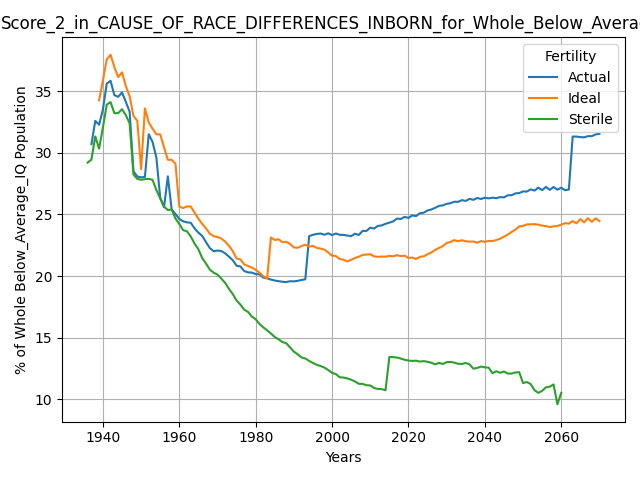 Score_2_in_CAUSE_OF_RACE_DIFFERENCES_INBORN_for_Whole_Below_Avera
Fertility
Actual
Ideal
Sterile
% of Whole Below_Average_IQ Population
35
30
25
20
15
10
1940
1960
1980
2000
2020
2040
2060
Years